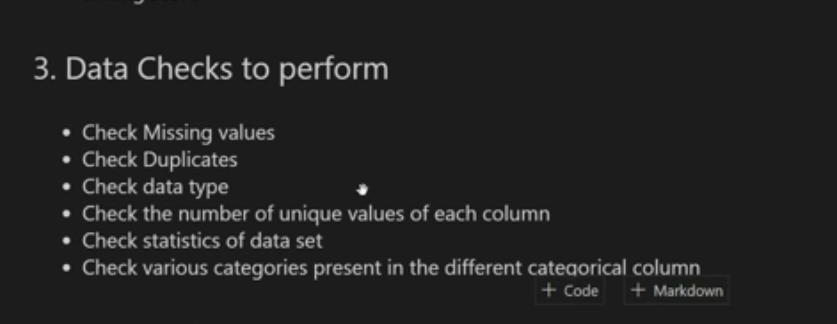 3. Data Checks to perform
• Check Missing values
• Check Duplicates
• Check data type
• Check the number of unique values of each column
• Check statistics of data set
• Check various categories present in the different categorical column
+ Code + Markdown